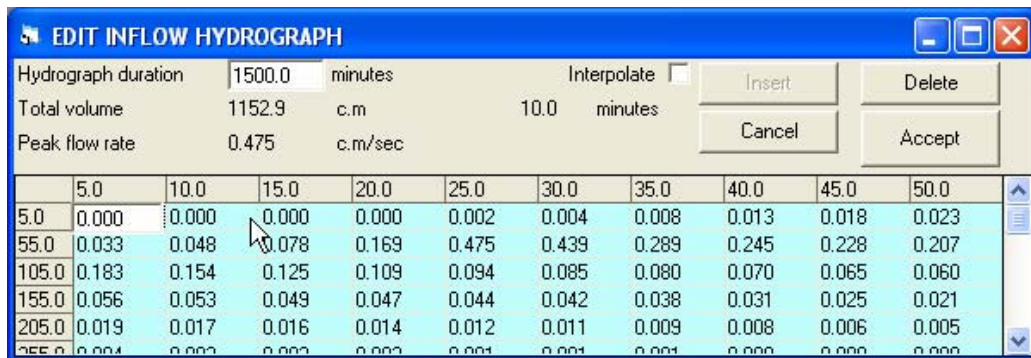 EDIT INFLOW HYDROGRAPH
Hydrograph duration 1500.0 minutes Interpolate Insert Delete
Total volume 1152.9 c.m 10.0 minutes
Peak flow rate 0.475 c.m/sec Cancel Accept
5.0 10.0 15.0 20.0 25.0 30.0 35.0 40.0 45.0 50.0
5.0 0.000 0.000 0.000 0.000 0.002 0.004 0.008 0.013 0.018 0.023
55.0 0.033 0.048 0.078 0.169 0.475 0.439 0.289 0.245 0.228 0.207
105.0 0.183 0.154 0.125 0.109 0.094 0.085 0.080 0.070 0.065 0.060
155.0 0.056 0.053 0.049 0.047 0.044 0.042 0.038 0.031 0.025 0.021
205.0 0.019 0.017 0.016 0.014 0.012 0.011 0.009 0.008 0.006 0.005